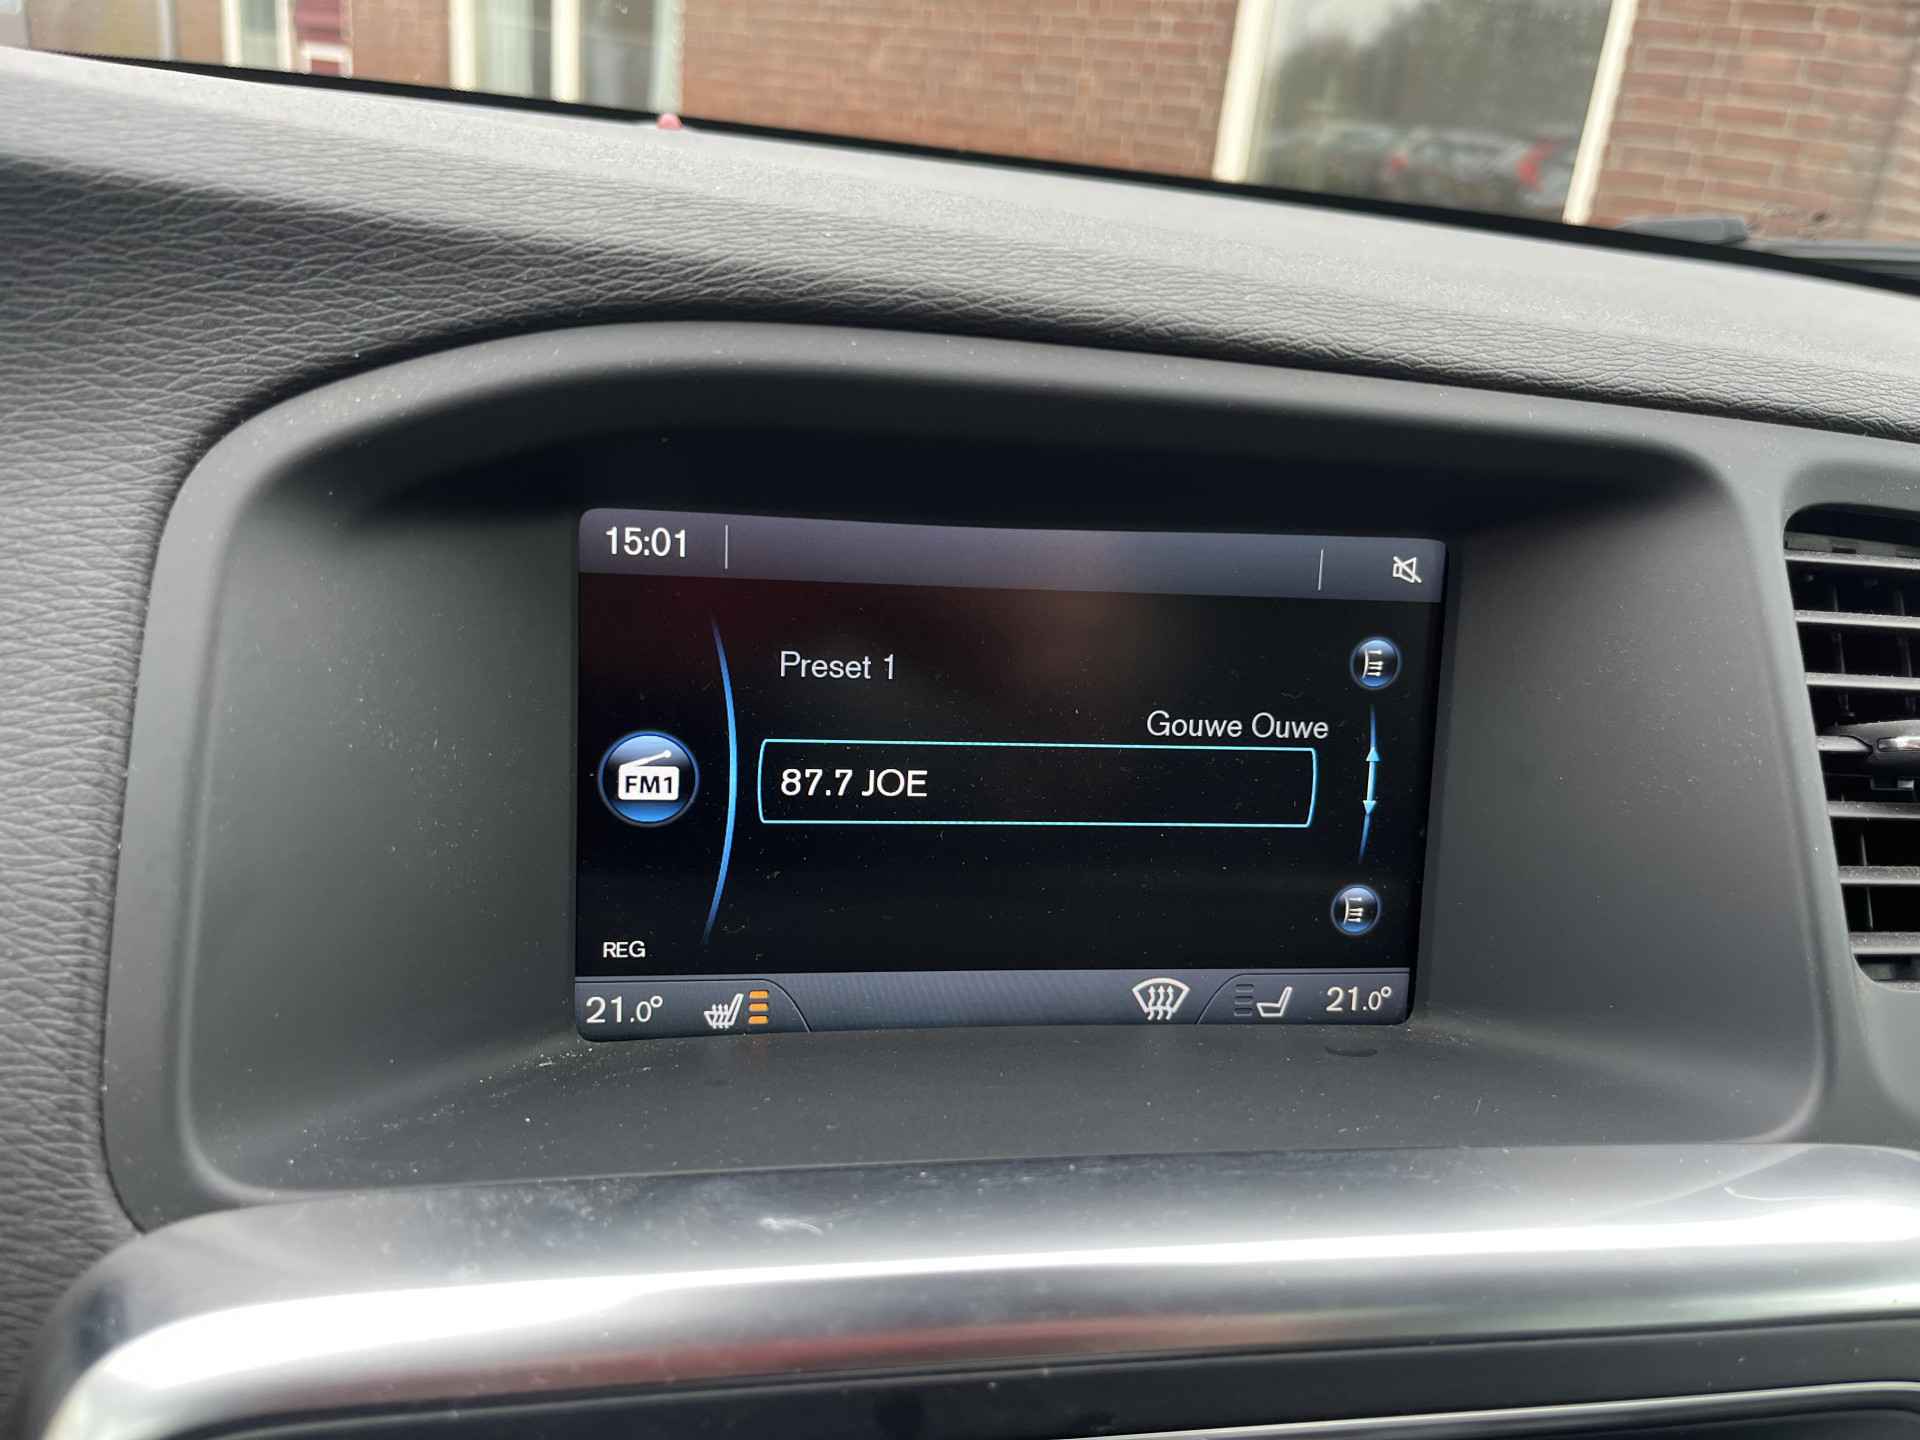 15:01
Preset 1
Gouwe Ouwe
FM1
87.7 JOE
REG
21.0°
21.0°